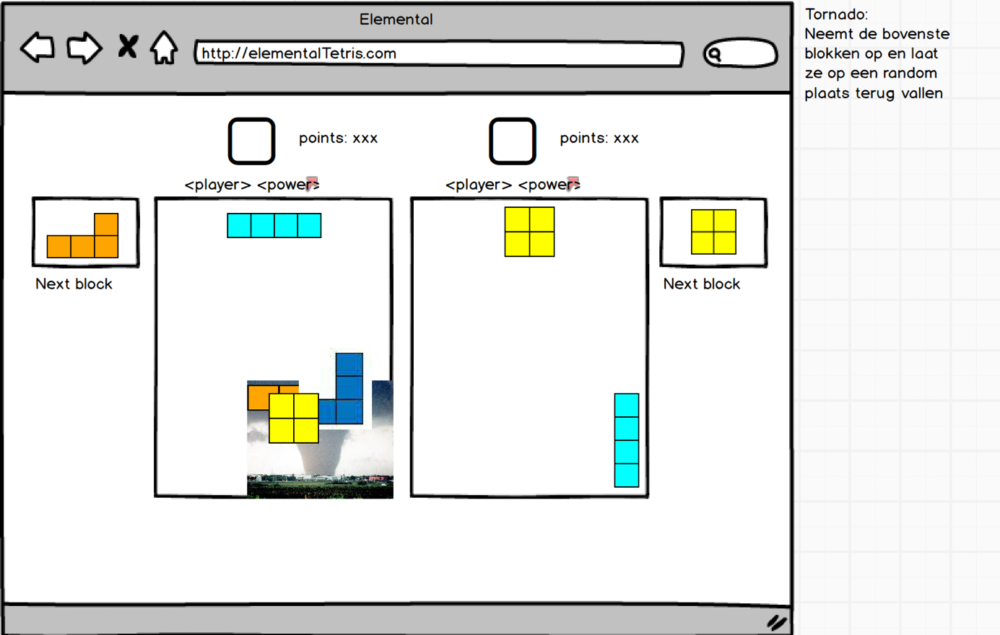 Elemental
http://elementalTetris.com
points: xxx
points: xxx
<player> <power>
<player> <power>
Next block
Next block
Tornado:
Neemt de bovenste
blokken op en laat
ze op een random
plaats terug vallen